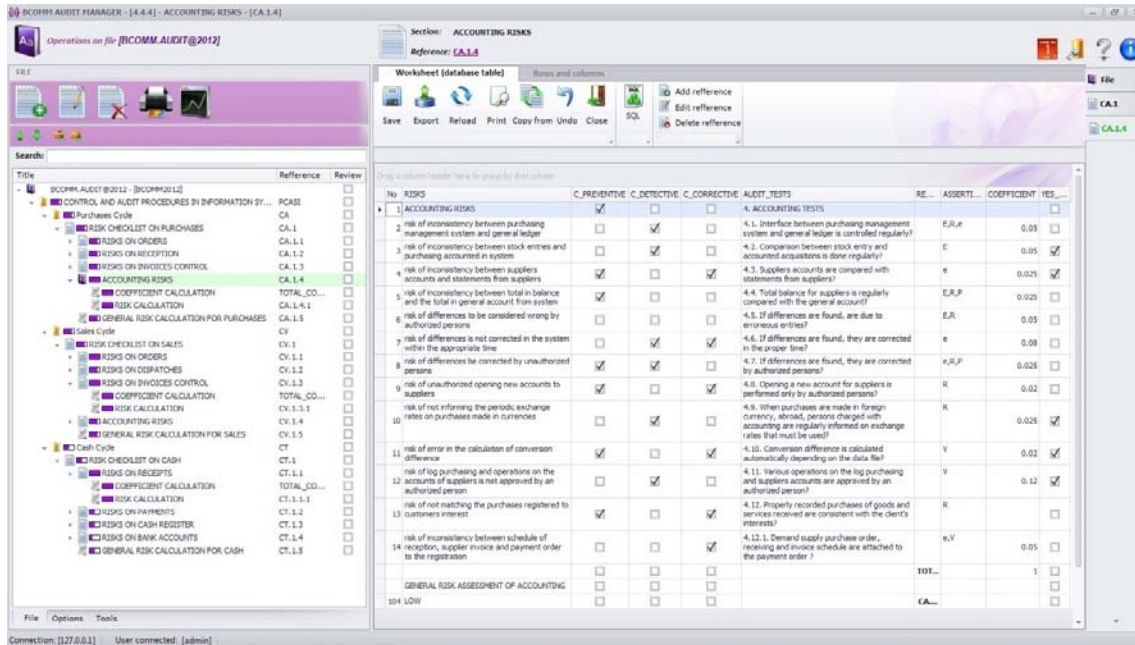 BCOMM AUDIT MANAGER - [4.4.4] - ACCOUNTING RISKS - [CA.1.4]
Operations on file [BCOMM.AUDIT@2012]
Section: ACCOUNTING RISKS
Reference: CA.1.4
FILE
Search:
Title Refference Review
BCOMM.AUDIT@2012 - [BCOMM2012]
CONTROL AND AUDIT PROCEDURES IN INFORMATION SY... PCASI
Purchases Cycle CA
RISK CHECKLIST ON PURCHASES CA.1
RISKS ON ORDERS CA.1.1
RISKS ON RECEPTION CA.1.2
RISKS ON INVOICES CONTROL CA.1.3
ACCOUNTING RISKS CA.1.4
COEFFICIENT CALCULATION TOTAL_CO...
RISK CALCULATION CA.1.4.1
GENERAL RISK CALCULATION FOR PURCHASES CA.1.5
Sales Cycle CV
RISK CHECKLIST ON SALES CV.1
RISKS ON ORDERS CV.1.1
RISKS ON DISPATCHES CV.1.2
RISKS ON INVOICES CONTROL CV.1.3
COEFFICIENT CALCULATION TOTAL_CO...
RISK CALCULATION CV.1.3.1
ACCOUNTING RISKS CV.1.4
GENERAL RISK CALCULATION FOR SALES CV.1.5
Cash Cycle CT
RISK CHECKLIST ON CASH CT.1
RISKS ON RECEIPTS CT.1.1
COEFFICIENT CALCULATION TOTAL_CO...
RISK CALCULATION CT.1.1.1
RISKS ON PAYMENTS CT.1.2
RISKS ON CASH REGISTER CT.1.3
RISKS ON BANK ACCOUNTS CT.1.4
GENERAL RISK CALCULATION FOR CASH CT.1.5
File Options Tools
Connection: [127.0.0.1] User connected: [admin]
Worksheet (database table) Rows and columns
Save Export Reload Print Copy from Undo Close SQL
Add refference
Edit refference
Delete refference
Drag a column header here to group by that column
No RISKS C_PREVENTIVE C_DETECTIVE C_CORRECTIVE AUDIT_TESTS RE... ASSERTI... COEFFICIENT YES_...
1 ACCOUNTING RISKS 4. ACCOUNTING TESTS
2 risk of inconsistency between purchasing management system and general ledger 4.1. Interface between purchasing management system and general ledger is controlled regularly? E,R,e 0.05
3 risk of inconsistency between stock entries and purchasing accounted in system 4.2. Comparison between stock entry and accounted acquisitions is done regularly? E 0.05
4 risk of inconsistency between suppliers accounts and statements from suppliers 4.3. Suppliers accounts are compared with statements from suppliers? e 0.025
5 risk of inconsistency between total in balance and the total in general account from system 4.4. Total balance for suppliers is regularly compared with the general account? E,R,P 0.025
6 risk of differences to be considered wrong by authorized persons 4.5. If differences are found, are due to erroneous entries? E,R 0.05
7 risk of differences is not corrected in the system within the appropriate time 4.6. If differences are found, they are corrected in the proper time? e 0.08
8 risk of differences be corrected by unauthorized persons 4.7. If diferrences are found, they are corrected by authorized persons? e,R,P 0.025
9 risk of unauthorized opening new accounts to suppliers 4.8. Opening a new account for suppliers is performed only by authorized persons? R 0.02
10 risk of not informing the periodic exchange rates on purchases made in currencies 4.9. When purchases are made in foreign currency, abroad, persons charged with accounting are regularly informed on exchange rates that must be used? R 0.025
11 risk of error in the calculation of conversion difference 4.10. Conversion difference is calculated automatically depending on the data file? V 0.02
12 risk of log purchasing and operations on the accounts of suppliers is not approved by an authorized person 4.11. Various operations on the log purchasing and suppliers accounts are approved by an authorized person? V 0.12
13 risk of not matching the purchases registered to customers interest 4.12. Properly recorded purchases of goods and services received are consistent with the client's interests? R
14 risk of inconsistency between schedule of reception, supplier invoice and payment order to the registration 4.12.1. Demand supply purchase order, receiving and invoice schedule are attached to the payment order ? e,V 0.05
TOT... 1
GENERAL RISK ASSESSMENT OF ACCOUNTING
104 LOW CA...
File
CA.1
CA.1.4